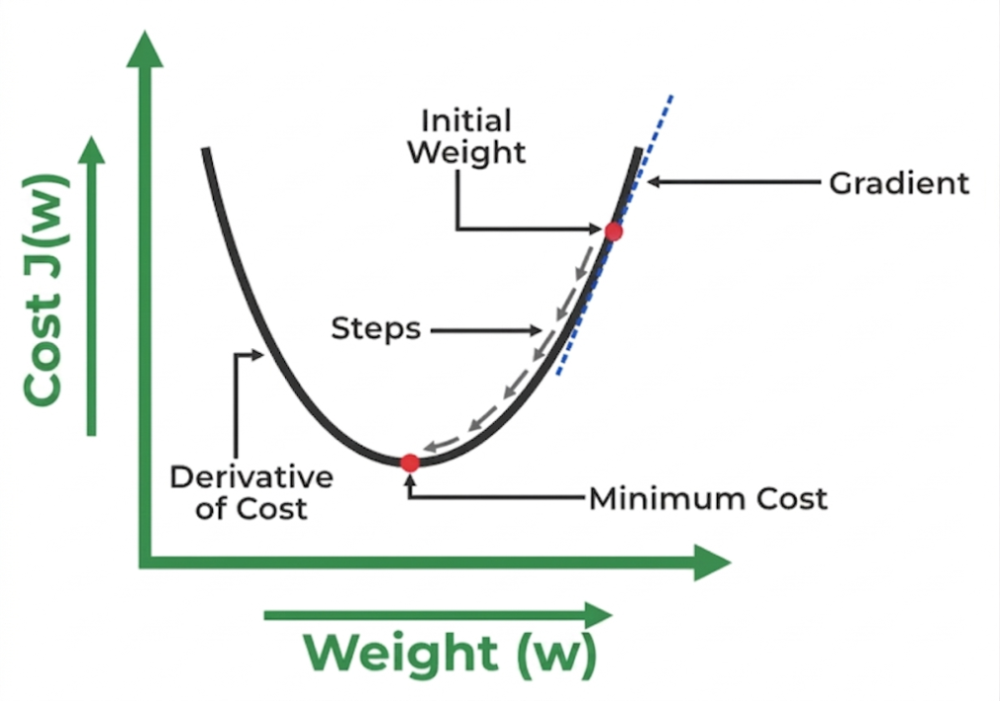 Initial
Weight
Gradient
Cost J(w)
Steps
Derivative
of Cost
Minimum Cost
Weight (w)